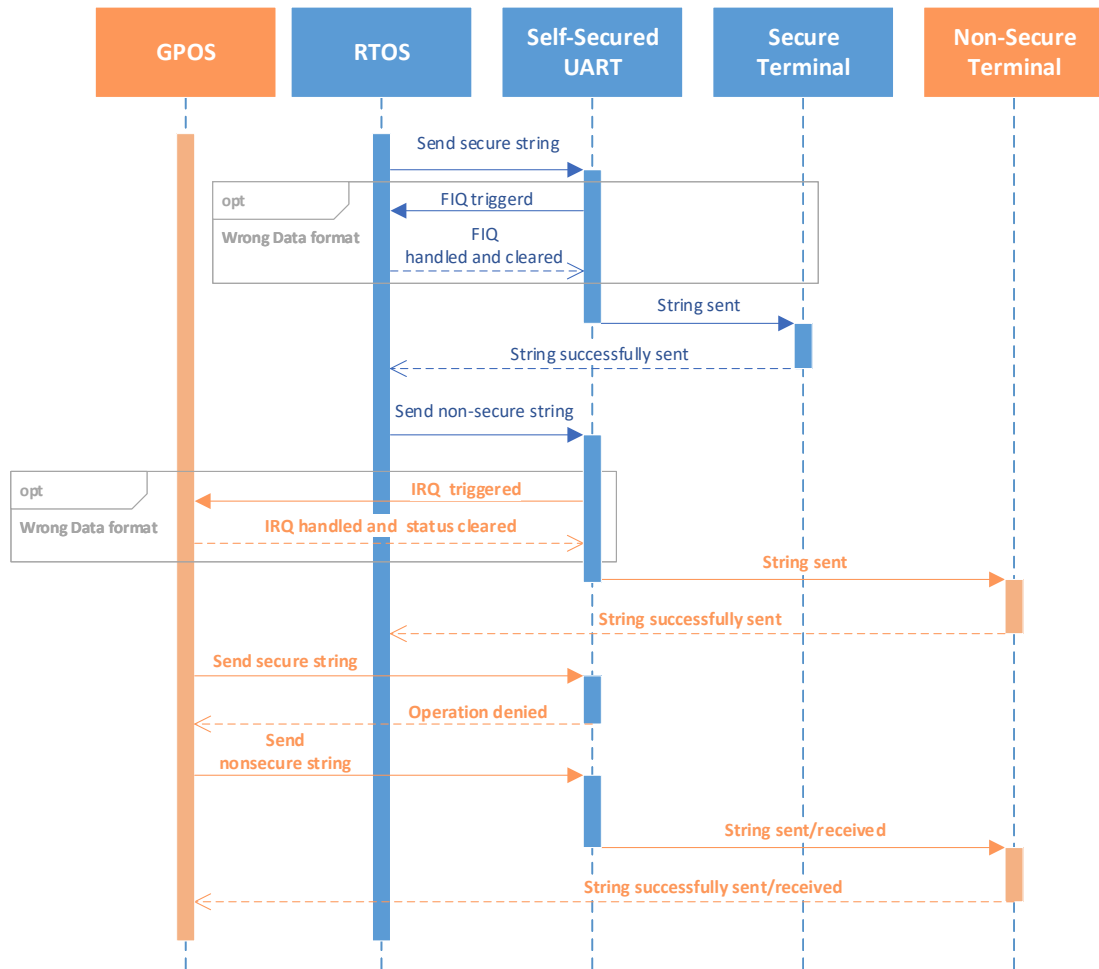 GPOS
RTOS
Self-Secured
UART
Secure
Terminal
Non-Secure
Terminal
Send secure string
opt
FIQ triggerd
Wrong Data format
FIQ
handled and cleared
String sent
String successfully sent
Send non-secure string
opt
IRQ triggered
Wrong Data format
IRQ handled and status cleared
String sent
String successfully sent
Send secure string
Operation denied
Send
nonsecure string
String sent/received
String successfully sent/received